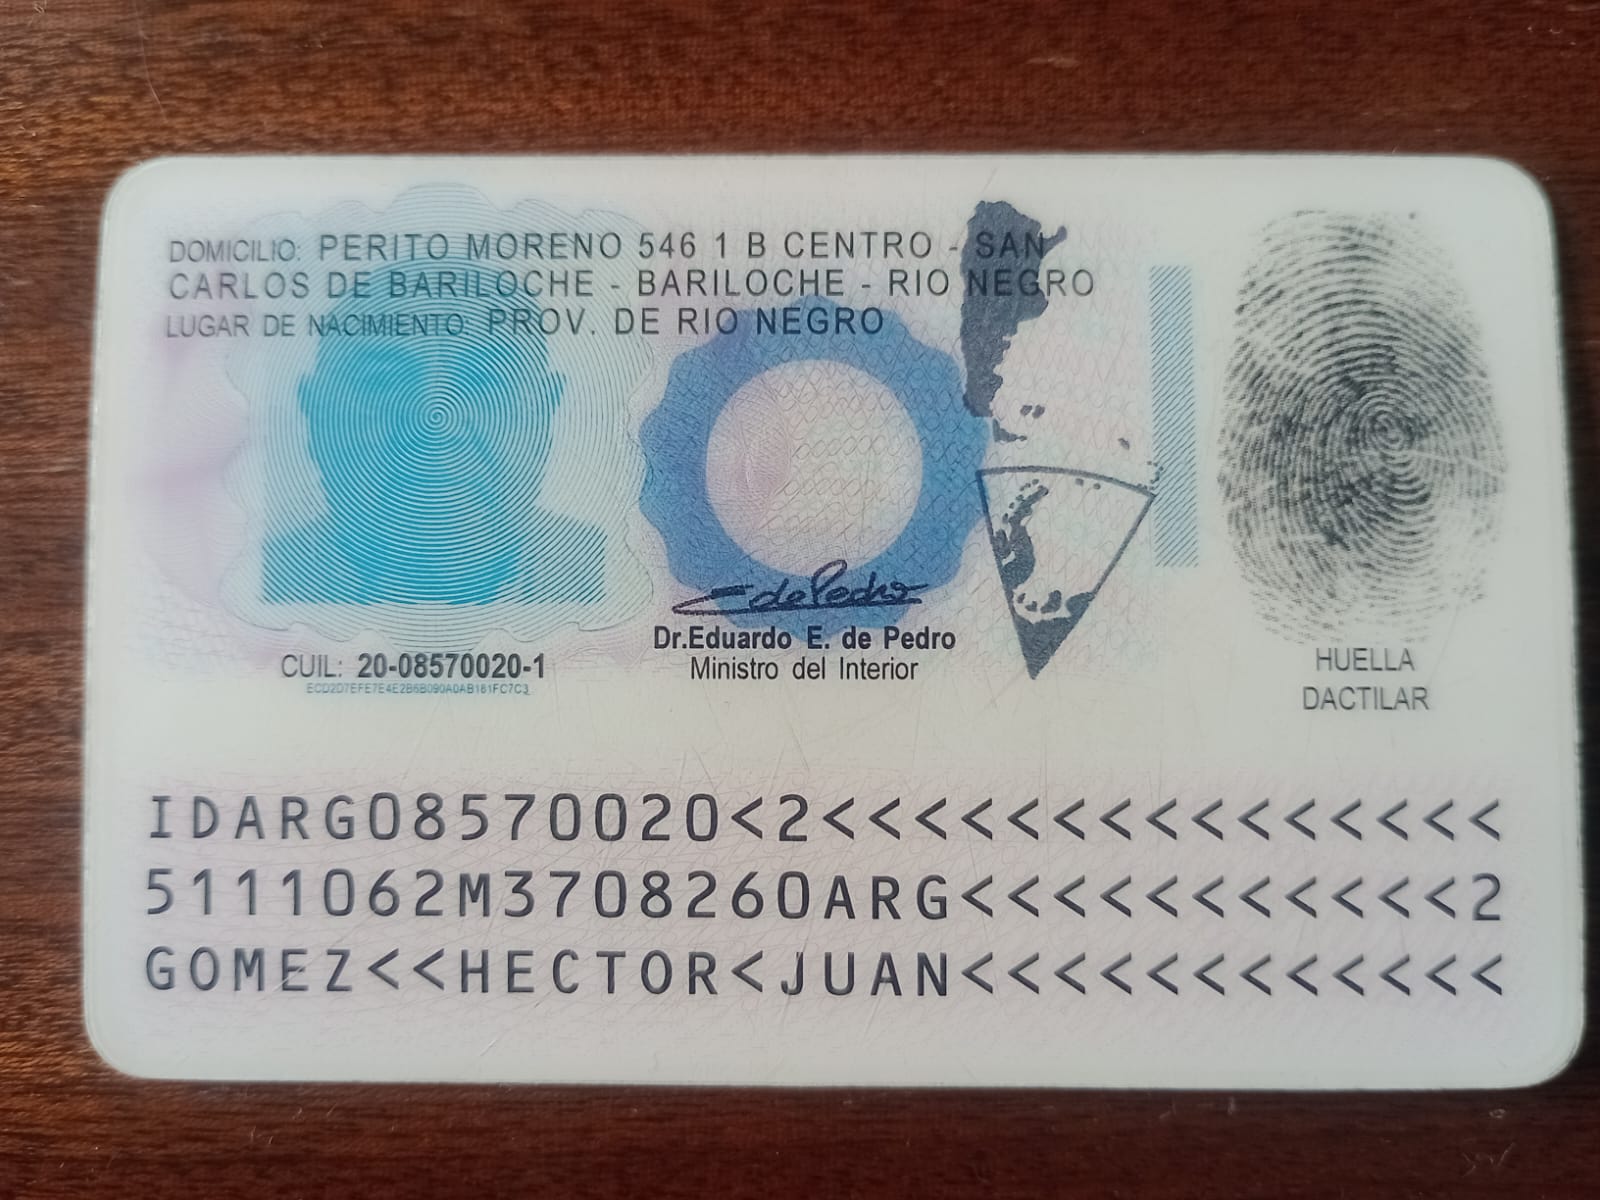 DOMICILIO: PERITO MORENO 546 1 B CENTRO - SAN
CARLOS DE BARILOCHE - BARILOCHE - RIO NEGRO
LUGAR DE NACIMIENTO: PROV. DE RIO NEGRO
E de Pedro
Dr.Eduardo E. de Pedro
Ministro del Interior
CUIL: 20-08570020-1
ECD2D7EFE7E4E2B6B090A0AB181FC7C3
HUELLA
DACTILAR
IDARG08570020<2<<<<<<<<<<<<<<<
5111062M3708260ARG<<<<<<<<<<<2
GOMEZ<<HECTOR<JUAN<<<<<<<<<<<<